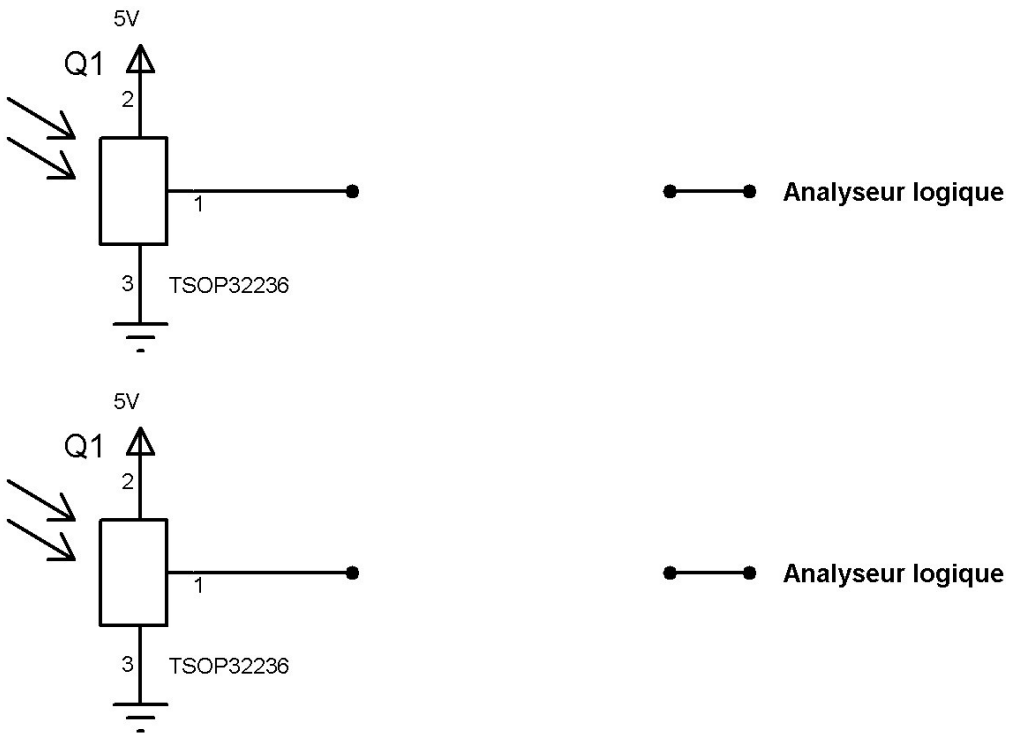 5V
Q1
2
1
Analyseur logique
3
TSOP32236
5V
Q1
2
1
Analyseur logique
3
TSOP32236